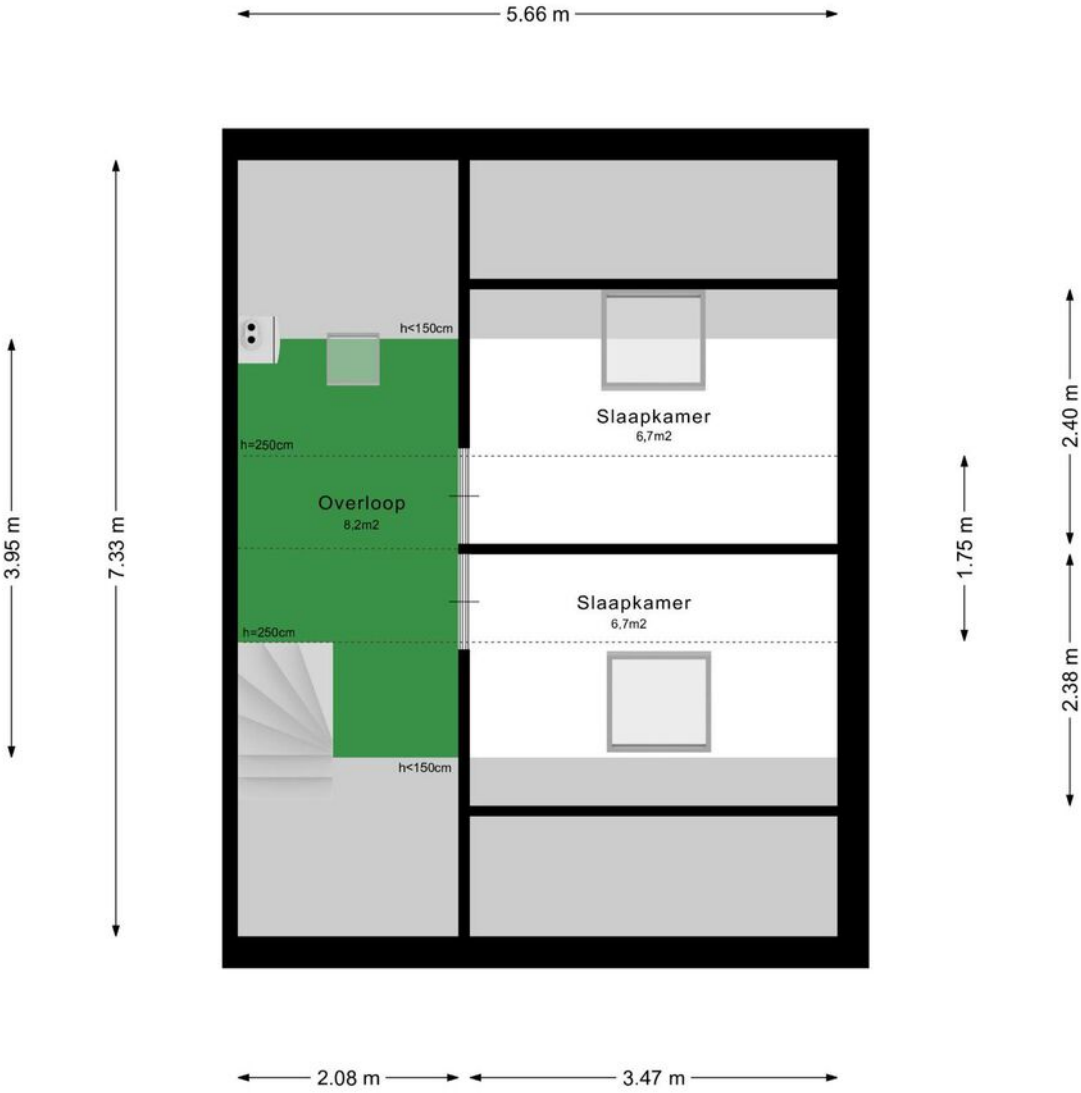 5.66 m
h<150cm
Slaapkamer
6,7m2
h=250cm
Overloop
8,2m2
Slaapkamer
6,7m2
h=250cm
h<150cm
3.95 m
7.33 m
1.75 m
2.40 m
2.38 m
2.08 m
3.47 m